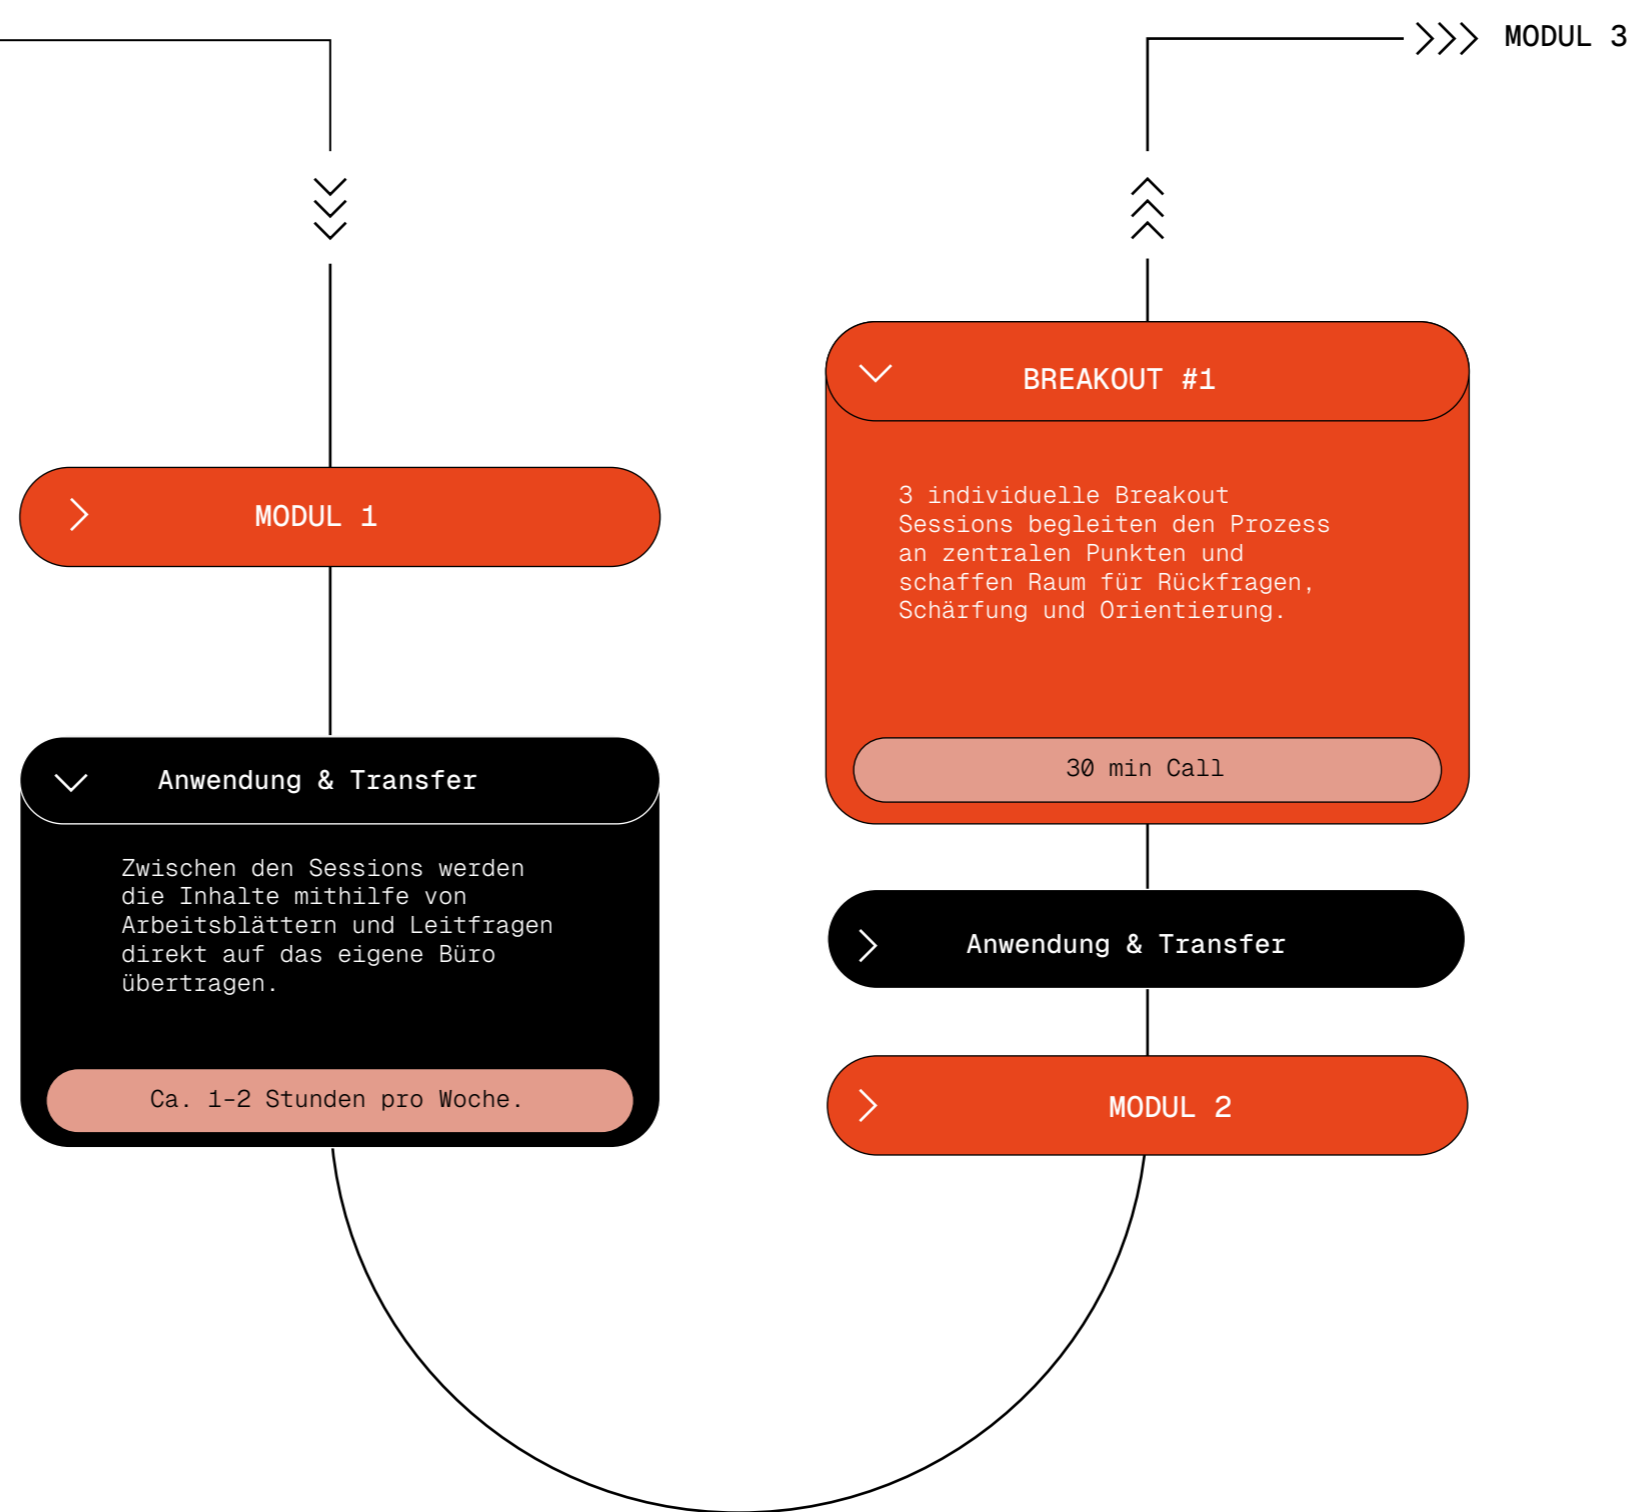 MODUL 3
MODUL 1
Anwendung & Transfer
Zwischen den Sessions werden
die Inhalte mithilfe von
Arbeitsblättern und Leitfragen
direkt auf das eigene Büro
übertragen.
Ca. 1–2 Stunden pro Woche.
BREAKOUT #1
3 individuelle Breakout
Sessions begleiten den Prozess
an zentralen Punkten und
schaffen Raum für Rückfragen,
Schärfung und Orientierung.
30 min Call
Anwendung & Transfer
MODUL 2